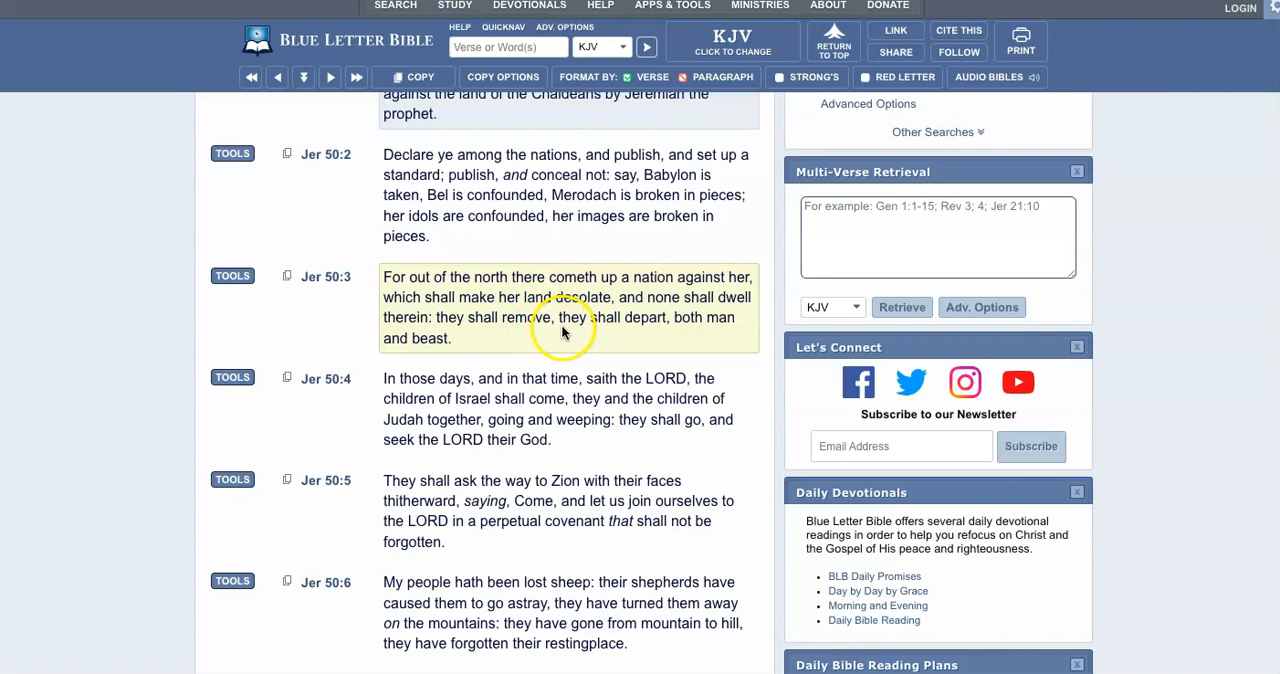 SEARCH STUDY DEVOTIONALS HELP APPS & TOOLS MINISTRIES ABOUT DONATE
LOGIN
BLUE LETTER BIBLE
HELP QUICKNAV ADV. OPTIONS
Verse or Word(s) KJV
KJV
CLICK TO CHANGE
RETURN
TO TOP
LINK CITE THIS
SHARE FOLLOW
PRINT
COPY COPY OPTIONS FORMAT BY: VERSE PARAGRAPH STRONG'S RED LETTER AUDIO BIBLES
against the land of the Chaldeans by Jeremiah the
prophet.
TOOLS Jer 50:2 Declare ye among the nations, and publish, and set up a
standard; publish, and conceal not: say, Babylon is
taken, Bel is confounded, Merodach is broken in pieces;
her idols are confounded, her images are broken in
pieces.
TOOLS Jer 50:3 For out of the north there cometh up a nation against her,
which shall make her land desolate, and none shall dwell
therein: they shall remove, they shall depart, both man
and beast.
TOOLS Jer 50:4 In those days, and in that time, saith the LORD, the
children of Israel shall come, they and the children of
Judah together, going and weeping: they shall go, and
seek the LORD their God.
TOOLS Jer 50:5 They shall ask the way to Zion with their faces
thitherward, saying, Come, and let us join ourselves to
the LORD in a perpetual covenant that shall not be
forgotten.
TOOLS Jer 50:6 My people hath been lost sheep: their shepherds have
caused them to go astray, they have turned them away
on the mountains: they have gone from mountain to hill,
they have forgotten their restingplace.
Advanced Options
Other Searches
Multi-Verse Retrieval x
For example: Gen 1:1-15; Rev 3; 4; Jer 21:10
KJV Retrieve Adv. Options
Let's Connect x
Subscribe to our Newsletter
Email Address Subscribe
Daily Devotionals x
Blue Letter Bible offers several daily devotional
readings in order to help you refocus on Christ and
the Gospel of His peace and righteousness.
• BLB Daily Promises
• Day by Day by Grace
• Morning and Evening
• Daily Bible Reading
Daily Bible Reading Plans x